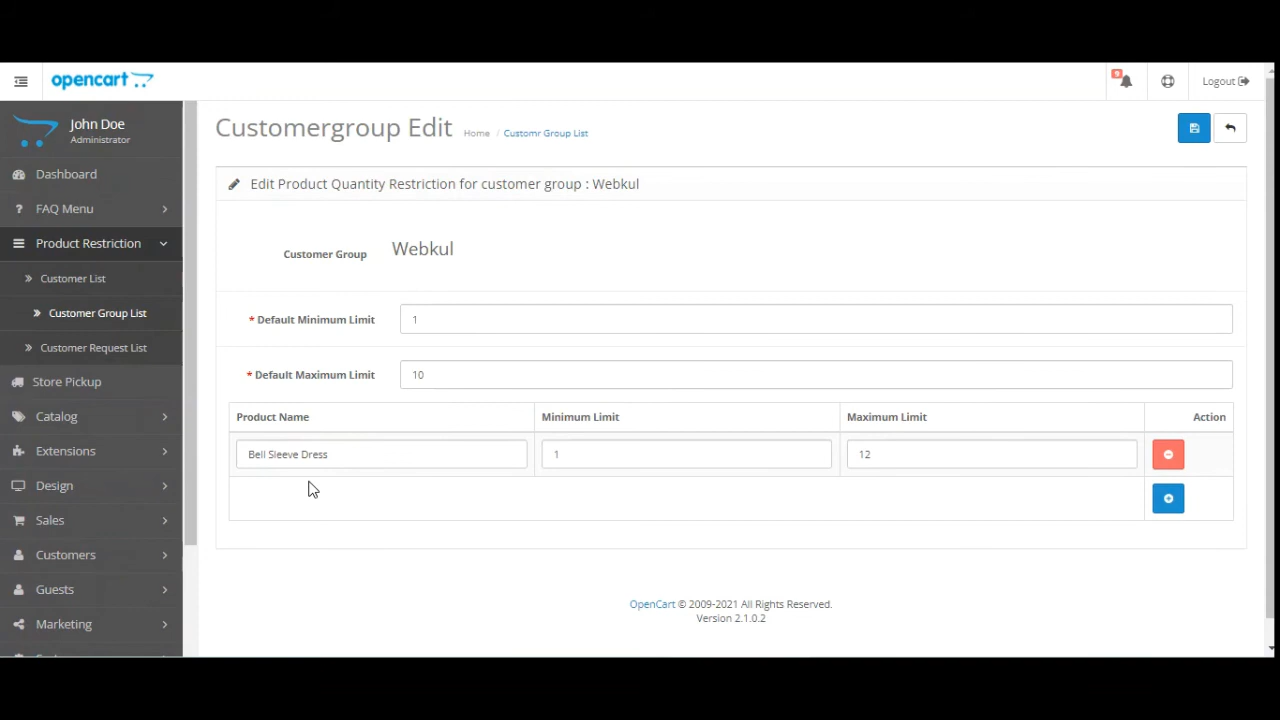 opencart
9
Logout
John Doe
Administrator
Dashboard
FAQ Menu
Product Restriction
Customer List
Customer Group List
Customer Request List
Store Pickup
Catalog
Extensions
Design
Sales
Customers
Guests
Marketing
Customergroup Edit
Home / Customr Group List
Edit Product Quantity Restriction for customer group : Webkul
Customer Group Webkul
* Default Minimum Limit 1
* Default Maximum Limit 10
Product Name Minimum Limit Maximum Limit Action
Bell Sleeve Dress 1 12
OpenCart © 2009-2021 All Rights Reserved.
Version 2.1.0.2